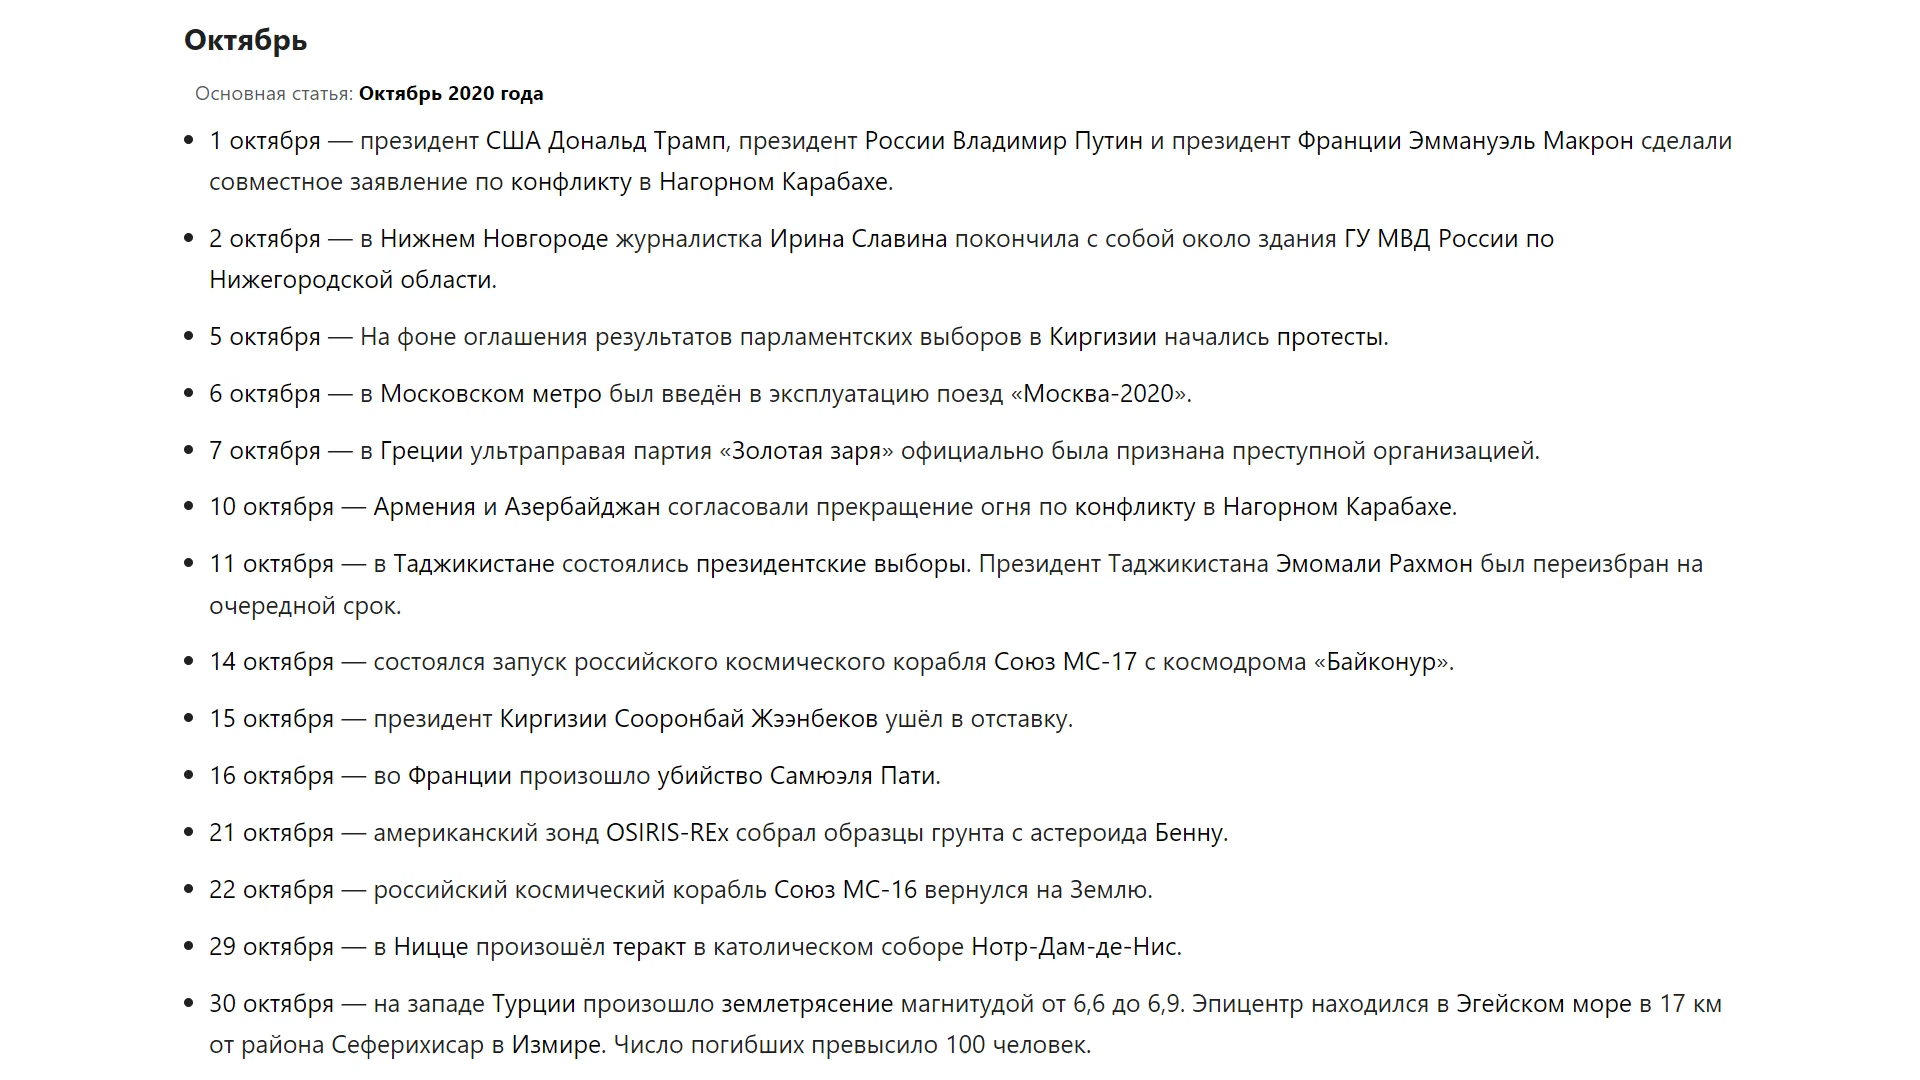 Октябрь
Основная статья: Октябрь 2020 года
1 октября — президент США Дональд Трамп, президент России Владимир Путин и президент Франции Эммануэль Макрон сделали
совместное заявление по конфликту в Нагорном Карабахе.
2 октября — в Нижнем Новгороде журналистка Ирина Славина покончила с собой около здания ГУ МВД России по
Нижегородской области.
5 октября — На фоне оглашения результатов парламентских выборов в Киргизии начались протесты.
6 октября — в Московском метро был введён в эксплуатацию поезд «Москва-2020».
7 октября — в Греции ультраправая партия «Золотая заря» официально была признана преступной организацией.
10 октября — Армения и Азербайджан согласовали прекращение огня по конфликту в Нагорном Карабахе.
11 октября — в Таджикистане состоялись президентские выборы. Президент Таджикистана Эмомали Рахмон был переизбран на
очередной срок.
14 октября — состоялся запуск российского космического корабля Союз МС-17 с космодрома «Байконур».
15 октября — президент Киргизии Сооронбай Жээнбеков ушёл в отставку.
16 октября — во Франции произошло убийство Самюэля Пати.
21 октября — американский зонд OSIRIS-REx собрал образцы грунта с астероида Бенну.
22 октября — российский космический корабль Союз МС-16 вернулся на Землю.
29 октября — в Ницце произошёл теракт в католическом соборе Нотр-Дам-де-Нис.
30 октября — на западе Турции произошло землетрясение магнитудой от 6,6 до 6,9. Эпицентр находился в Эгейском море в 17 км
от района Сеферихисар в Измире. Число погибших превысило 100 человек.